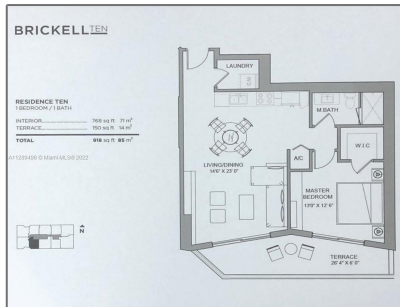 BRICKELL TEN
RESIDENCE TEN
1 BEDROOM / 1 BATH
INTERIOR 768 sq ft 71 m²
TERRACE 150 sq ft 14 m²
TOTAL 918 sq ft 85 m²
A11289486 © Miami MLS® 2022
N
LAUNDRY
M.BATH
W.I.C
A/C
LIVING/DINING
14'6" X 23'0"
MASTER
BEDROOM
13'0" X 12'6"
TERRACE
26'4" X 6'0"